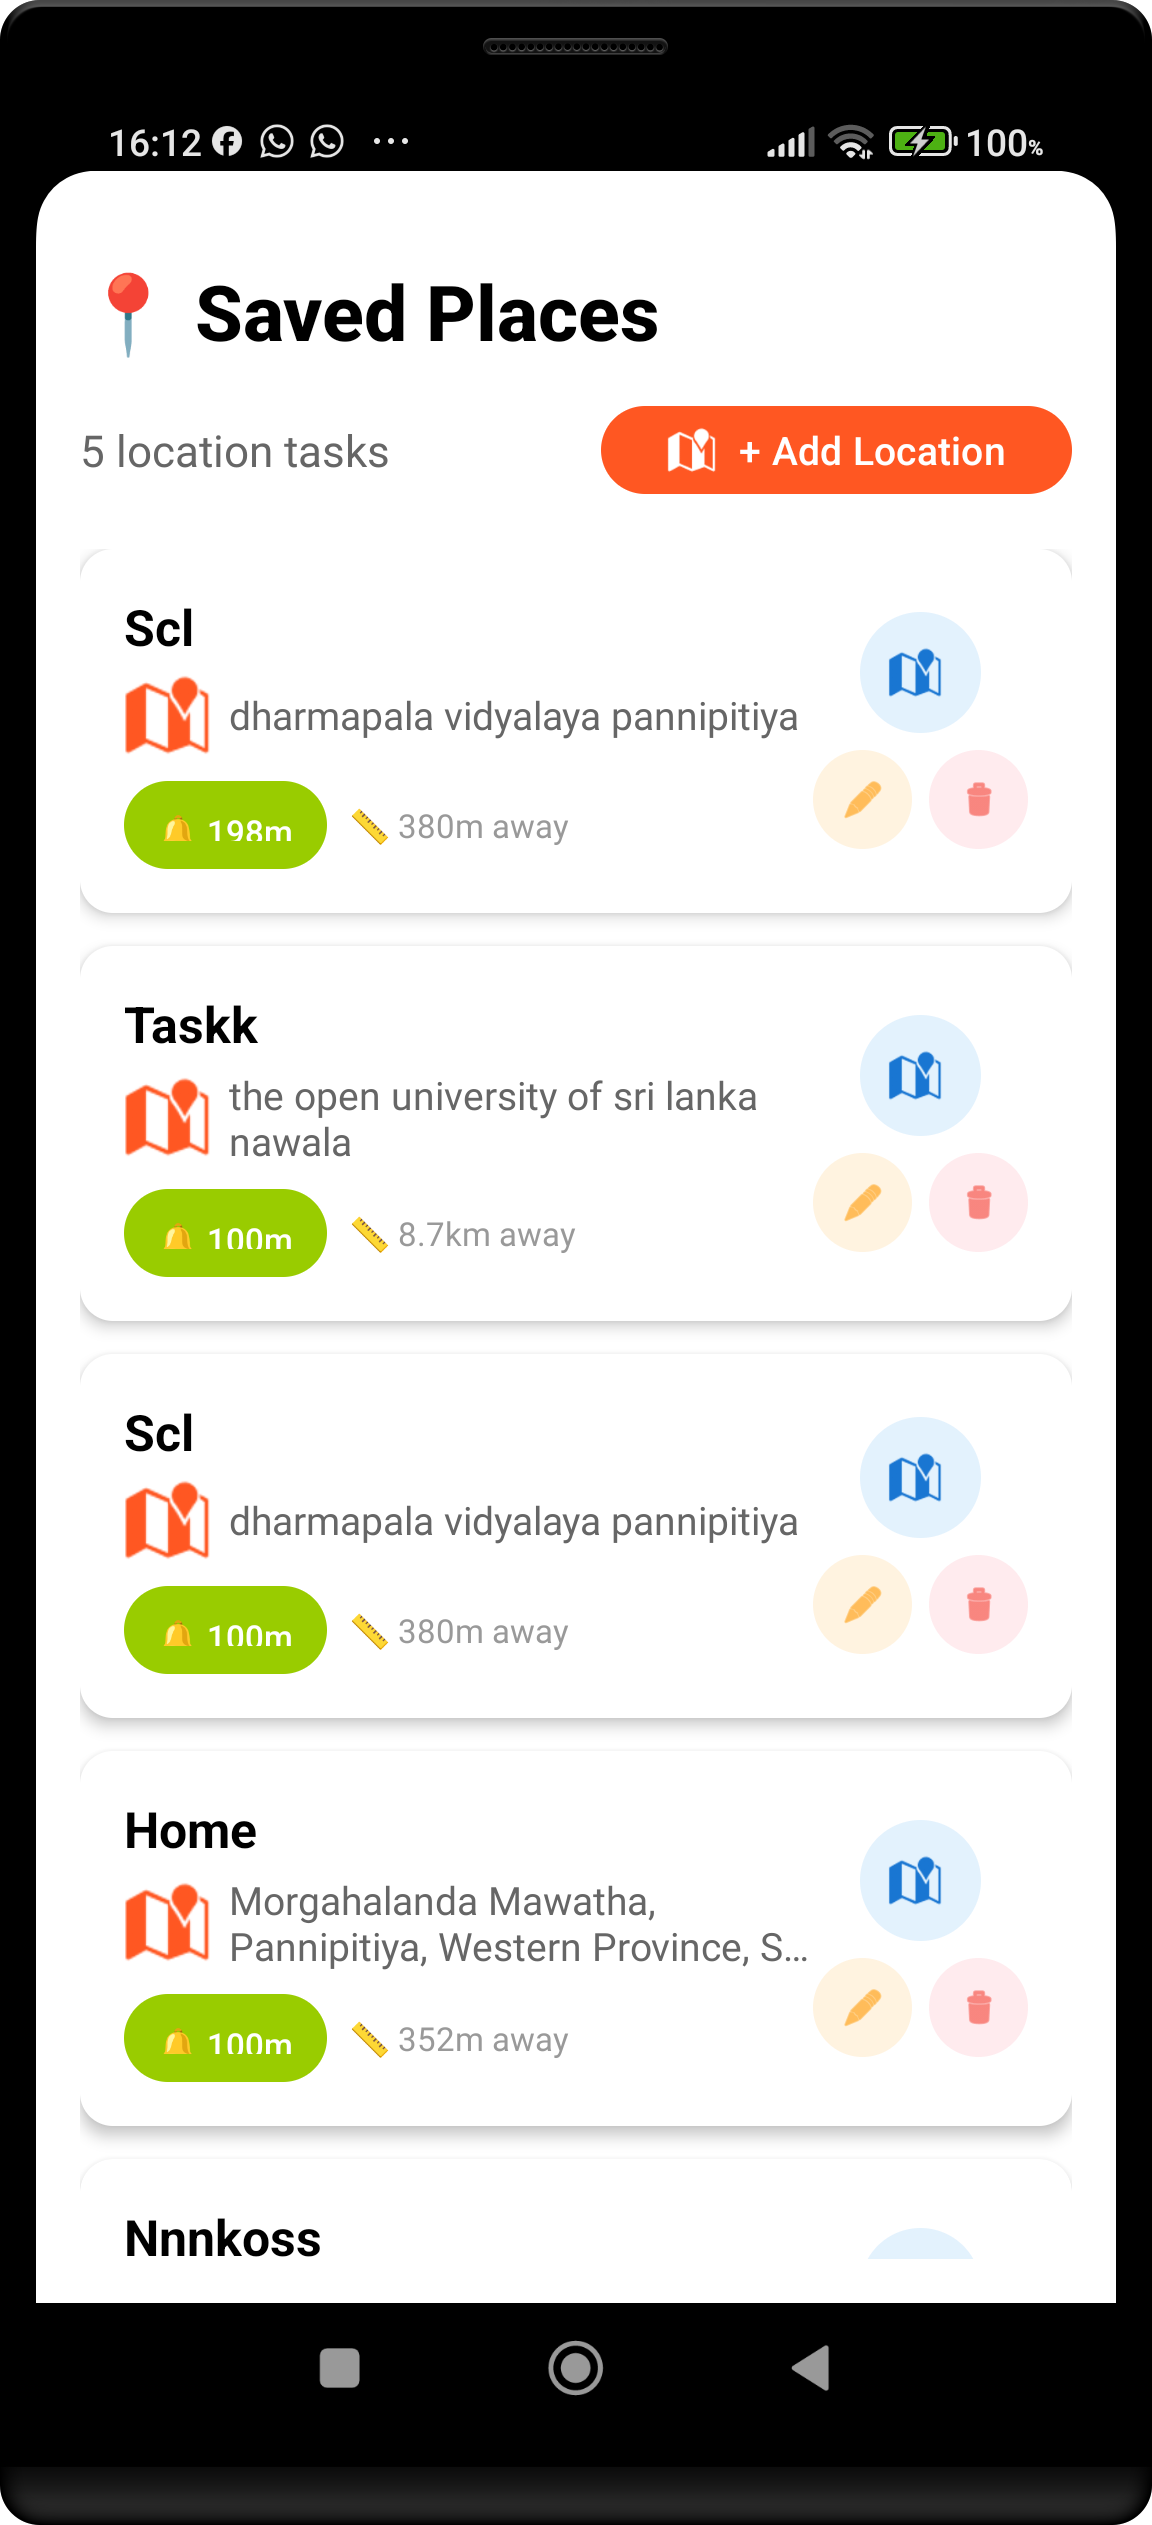 16:12
100%
Saved Places
5 location tasks
+ Add Location
Scl
dharmapala vidyalaya pannipitiya
198m
380m away
Taskk
the open university of sri lanka
nawala
100m
8.7km away
Scl
dharmapala vidyalaya pannipitiya
100m
380m away
Home
Morgahalanda Mawatha,
Pannipitiya, Western Province, S...
100m
352m away
Nnnkoss